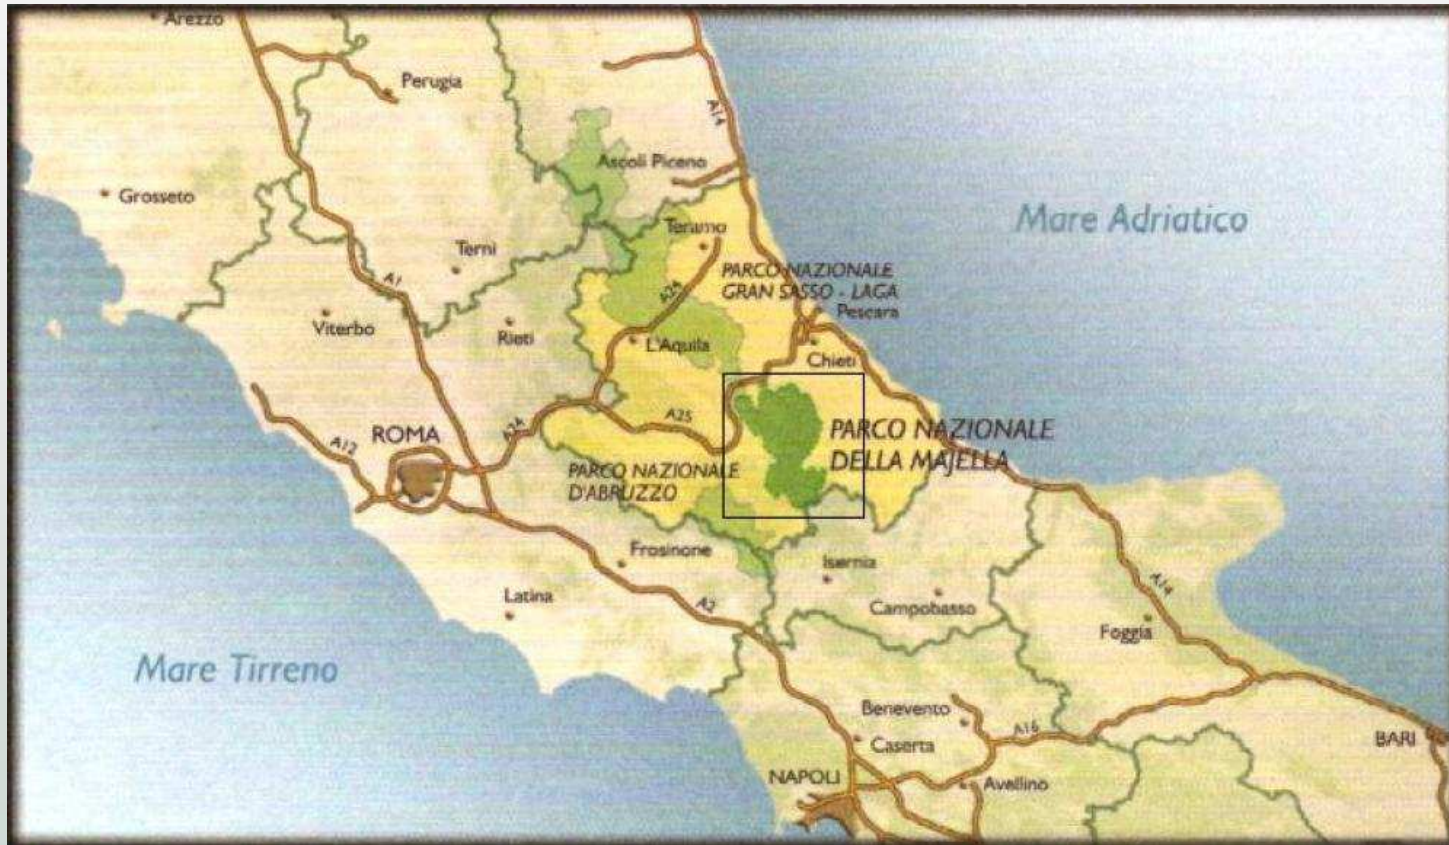 Arezzo
Perugia
A14
Ascoli Piceno
Grosseto
Mare Adriatico
Teramo
Terni
PARCO NAZIONALE
GRAN SASSO - LAGA
A1
A24
Pescara
Viterbo
Rieti
L'Aquila
Chieti
A25
A24
ROMA
A12
PARCO NAZIONALE
DELLA MAJELLA
PARCO NAZIONALE
D'ABRUZZO
Frosinone
Isernia
A14
Latina
A2
Campobasso
Foggia
Mare Tirreno
Benevento
A16
Caserta
BARI
NAPOLI
Avellino